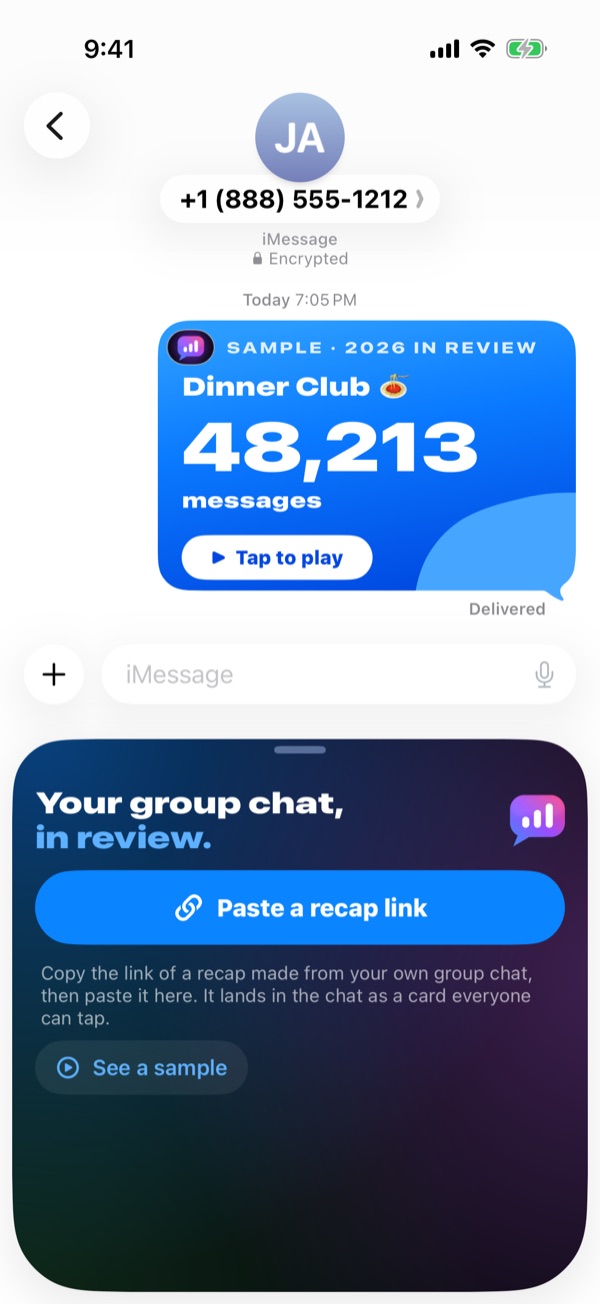 9:41
JA
+1 (888) 555-1212
iMessage
Encrypted
Today 7:05 PM
SAMPLE · 2026 IN REVIEW
Dinner Club 🍝
48,213
messages
Tap to play
Delivered
iMessage
Your group chat,
in review.
Paste a recap link
Copy the link of a recap made from your own group chat,
then paste it here. It lands in the chat as a card everyone
can tap.
See a sample